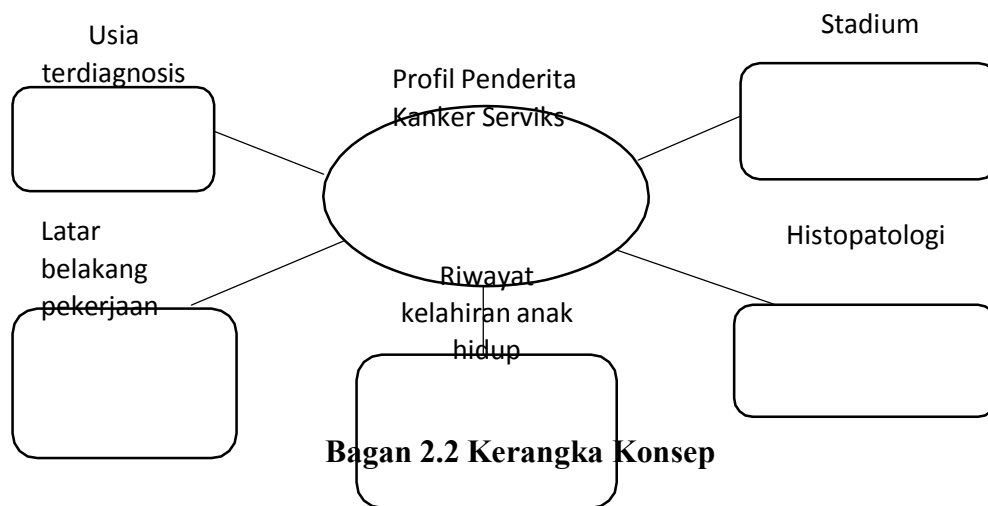 Usia
terdiagnosis
Profil Penderita
Kanker Serviks
Stadium
Latar
belakang
pekerjaan
Riwayat
kelahiran anak
hidup
Histopatologi
Bagan 2.2 Kerangka Konsep